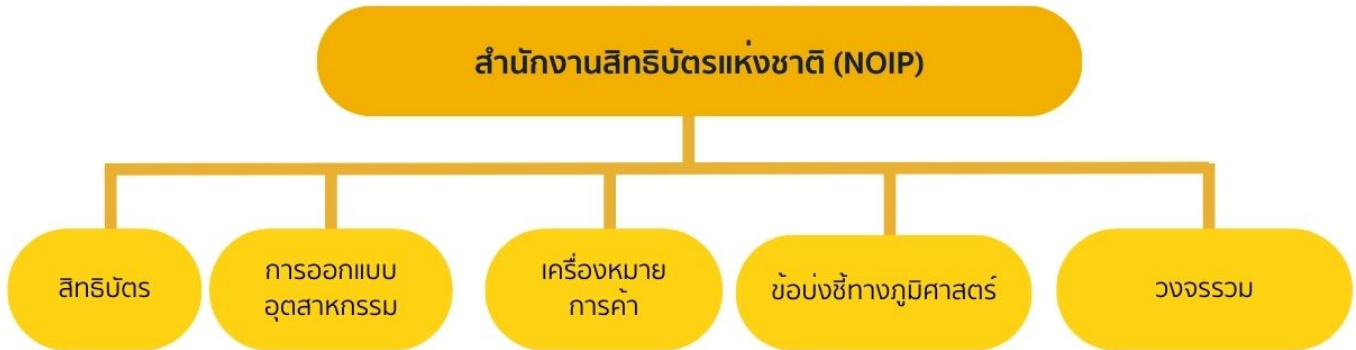 สำนักงานสิทธิบัตรแห่งชาติ (NOIP)
สิทธิบัตร
การออกแบบ
อุตสาหกรรม
เครื่องหมาย
การค้า
ข้อบ่งชี้ทางภูมิศาสตร์
วงจรรวม